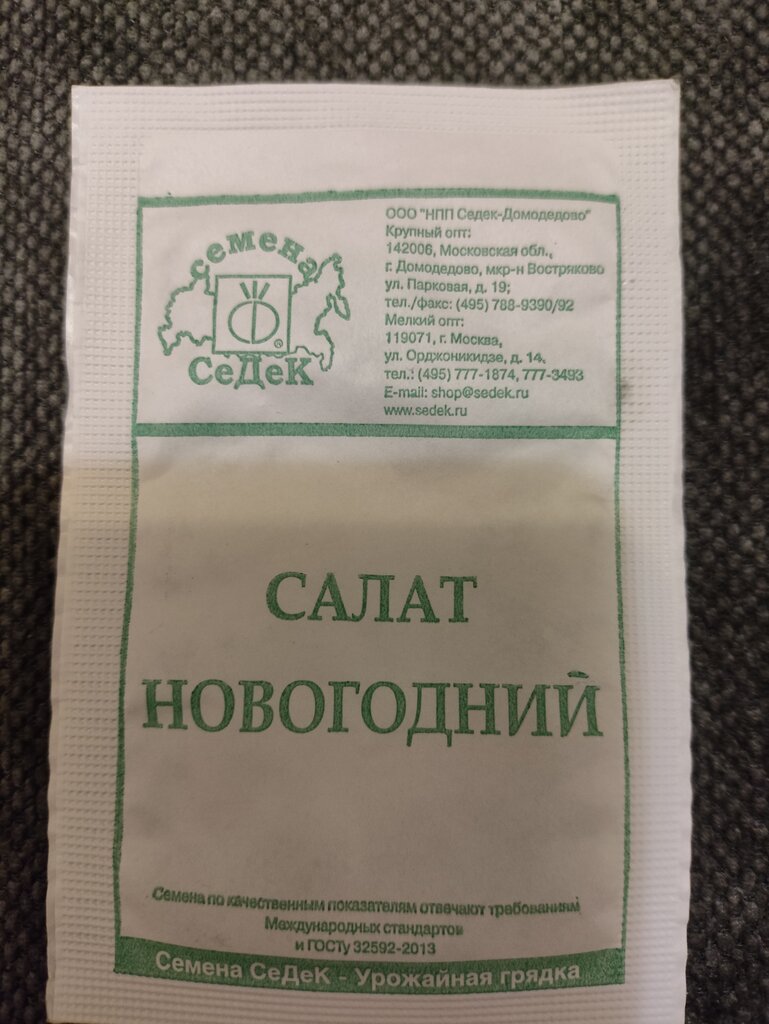 семена
СеДеК
®
ООО "НПП Седек-Домодедово"
Крупный опт:
142006, Московская обл.,
г. Домодедово, мкр-н Востряково
ул. Парковая, д. 19;
тел./факс: (495) 788-9390/92
Мелкий опт:
119071, г. Москва,
ул. Орджоникидзе, д. 14.
тел.: (495) 777-1874, 777-3493
E-mail: shop@sedek.ru
www.sedek.ru
САЛАТ
НОВОГОДНИЙ
Семена по качественным показателям отвечают требованиям
Международных стандартов
и ГОСТу 32592-2013
Семена СеДеК - Урожайная грядка